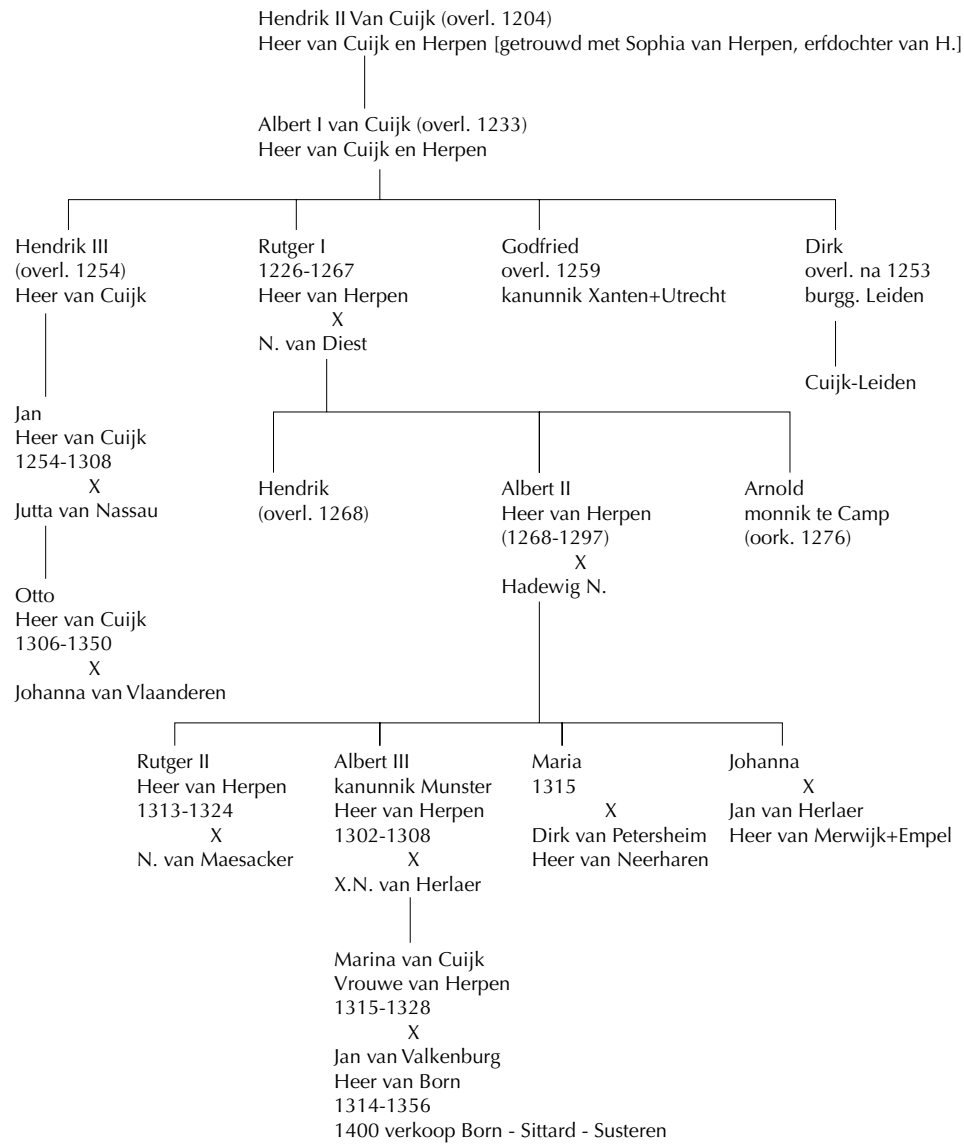 Hendrik II Van Cuijk (overl. 1204)
Heer van Cuijk en Herpen [getrouwd met Sophia van Herpen, erfdochter van H.]
Albert I van Cuijk (overl. 1233)
Heer van Cuijk en Herpen
Hendrik III
(overl. 1254)
Heer van Cuijk
Rutger I
1226-1267
Heer van Herpen
X
N. van Diest
Godfried
overl. 1259
kanunnik Xanten+Utrecht
Dirk
overl. na 1253
burgg. Leiden
Cuijk-Leiden
Jan
Heer van Cuijk
1254-1308
X
Jutta van Nassau
Hendrik
(overl. 1268)
Albert II
Heer van Herpen
(1268-1297)
X
Hadewig N.
Arnold
monnik te Camp
(oork. 1276)
Otto
Heer van Cuijk
1306-1350
X
Johanna van Vlaanderen
Rutger II
Heer van Herpen
1313-1324
X
N. van Maesacker
Albert III
kanunnik Munster
Heer van Herpen
1302-1308
X
X.N. van Herlaer
Maria
1315
X
Dirk van Petersheim
Heer van Neerharen
Johanna
X
Jan van Herlaer
Heer van Merwijk+Empel
Marina van Cuijk
Vrouwe van Herpen
1315-1328
X
Jan van Valkenburg
Heer van Born
1314-1356
1400 verkoop Born - Sittard - Susteren